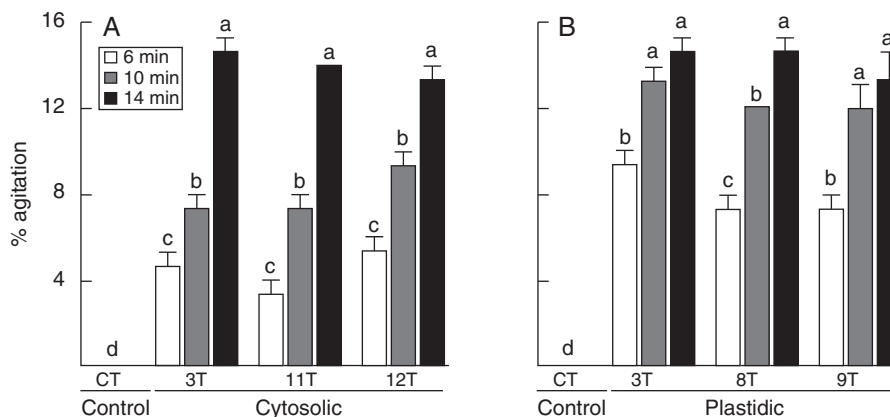 16
12
8
4
% agitation
A
6 min
10 min
14 min
d
c
b
a
c
b
a
c
b
a
CT
3T
11T
12T
Control
Cytosolic
B
d
b
a
a
c
b
a
b
a
a
CT
3T
8T
9T
Control
Plastidic